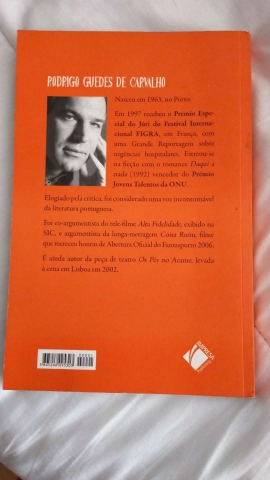 RODRIGO GUEDES DE CARVALHO
Nasceu em 1963, no Porto.
Em 1997 recebeu o Prémio Espe-
cial do Júri do Festival Interna-
cional FIGRA, em França, com
uma Grande Reportagem sobre
urgências hospitalares. Estreou-se
na ficção com o romance Daqui a
nada (1992) vencedor do Prémio
Jovens Talentos da ONU.
Elogiado pela crítica, foi considerado uma voz incontornável
da literatura portuguesa.
Foi co-argumentista do tele-filme Alta Fidelidade, exibido na
SIC, e argumentista da longa-metragem Coisa Ruim, filme
que mereceu honras de Abertura Oficial do Fantasporto 2006.
É ainda autor da peça de teatro Os Pés no Arame, levada
à cena em Lisboa em 2002.
IMPRESA